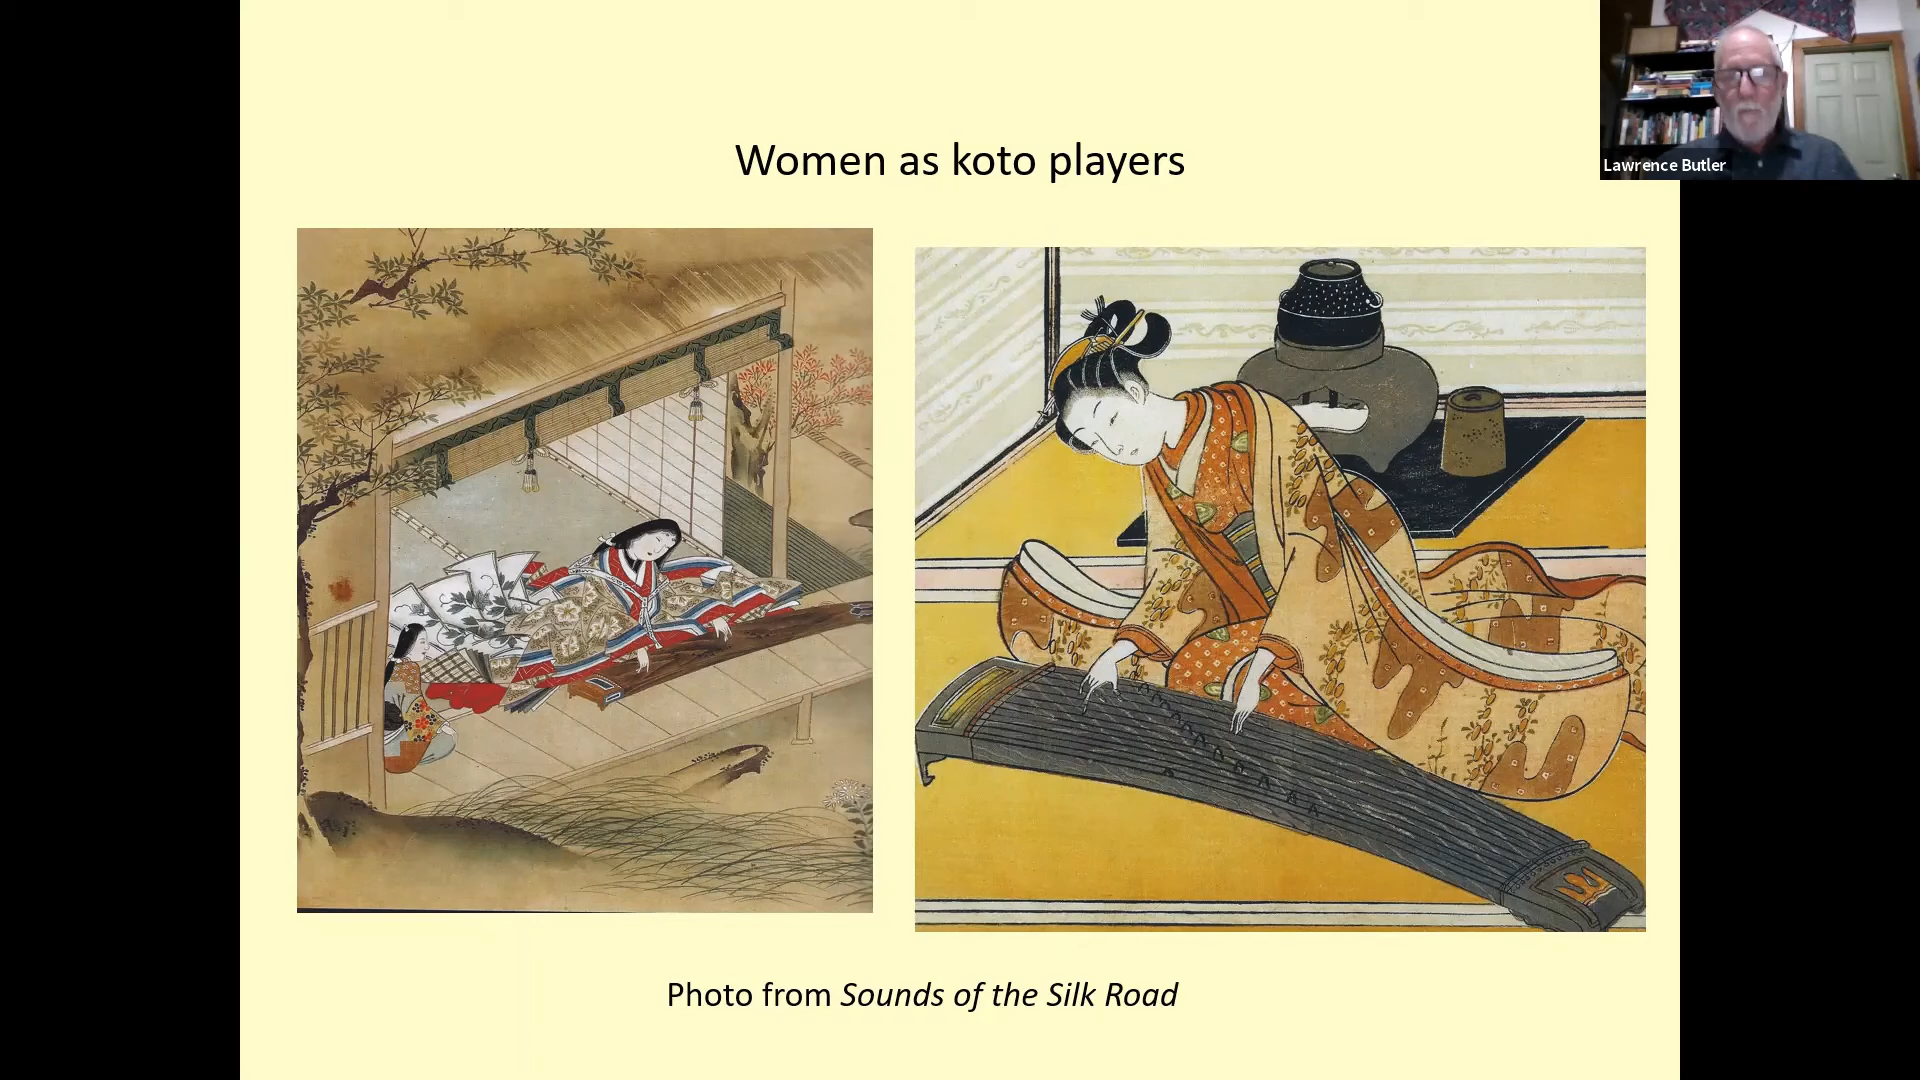 Women as koto players
Lawrence Butler
Photo from Sounds of the Silk Road